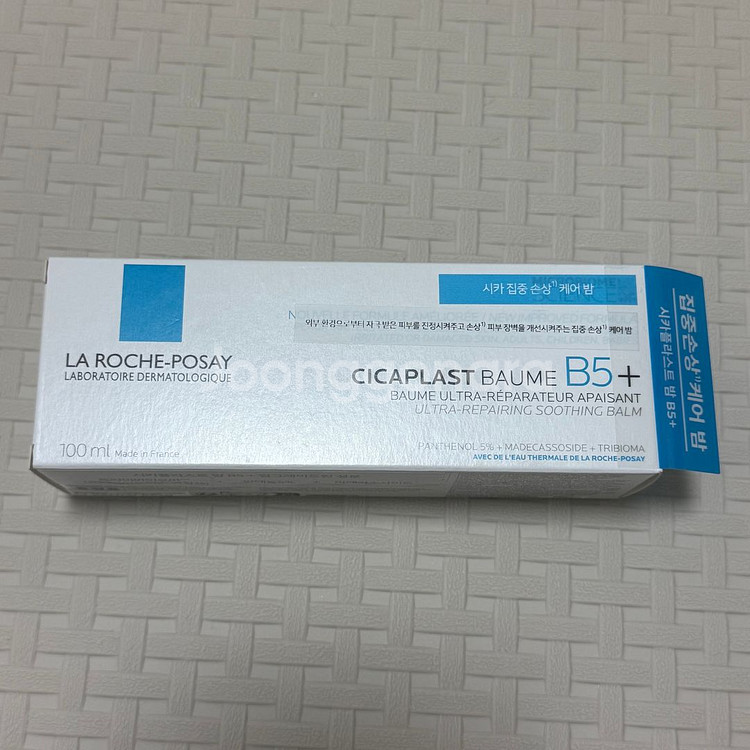 시카 집중 손상¹⁾ 케어 밤
외부 환경으로부터 자극 받은 피부를 진정시켜주고 손상¹⁾ 피부 장벽을 개선시켜주는 집중 손상¹⁾ 케어 밤
LA ROCHE-POSAY
LABORATOIRE DERMATOLOGIQUE
CICAPLAST BAUME B5+
BAUME ULTRA-RÉPARATEUR APAISANT
ULTRA-REPAIRING SOOTHING BALM
100 ml Made in France
PANTHENOL 5% + MADECASSOSIDE + TRIBIOMA
AVEC DE L'EAU THERMALE DE LA ROCHE-POSAY
집중손상¹⁾케어 밤
시카플라스트 밤 B5+